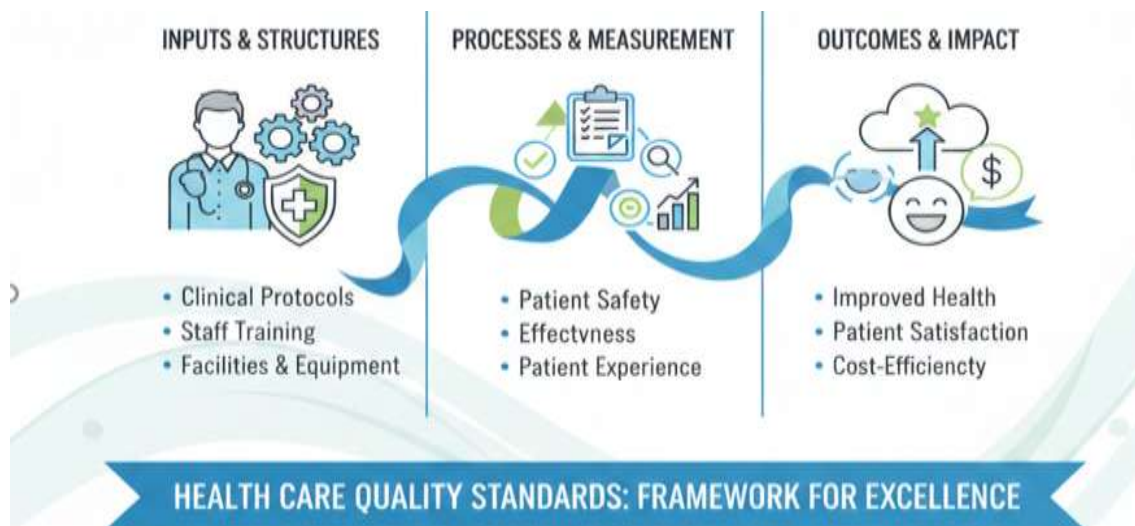 INPUTS & STRUCTURES
• Clinical Protocols
• Staff Training
• Facilities & Equipment
PROCESSES & MEASUREMENT
• Patient Safety
• Effectvness
• Patient Experience
OUTCOMES & IMPACT
$
• Improved Health
• Patient Satisfaction
• Cost-Efficiencty
HEALTH CARE QUALITY STANDARDS: FRAMEWORK FOR EXCELLENCE